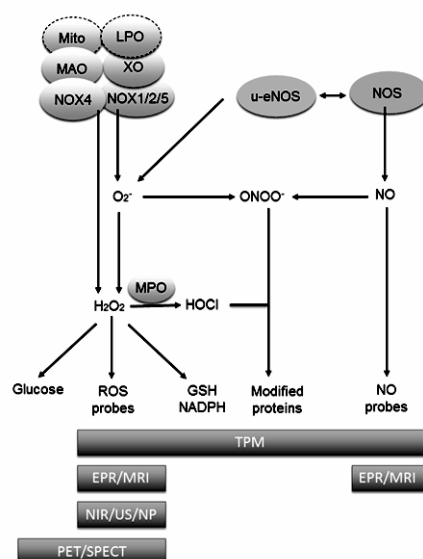 Mito LPO
MAO XO
NOX4 NOX1/2/5
u-eNOS NOS
O2- ONOO- NO
MPO
H2O2 HOCl
Glucose ROS probes GSH NADPH Modified proteins NO probes
TPM
EPR/MRI EPR/MRI
NIR/US/NP
PET/SPECT